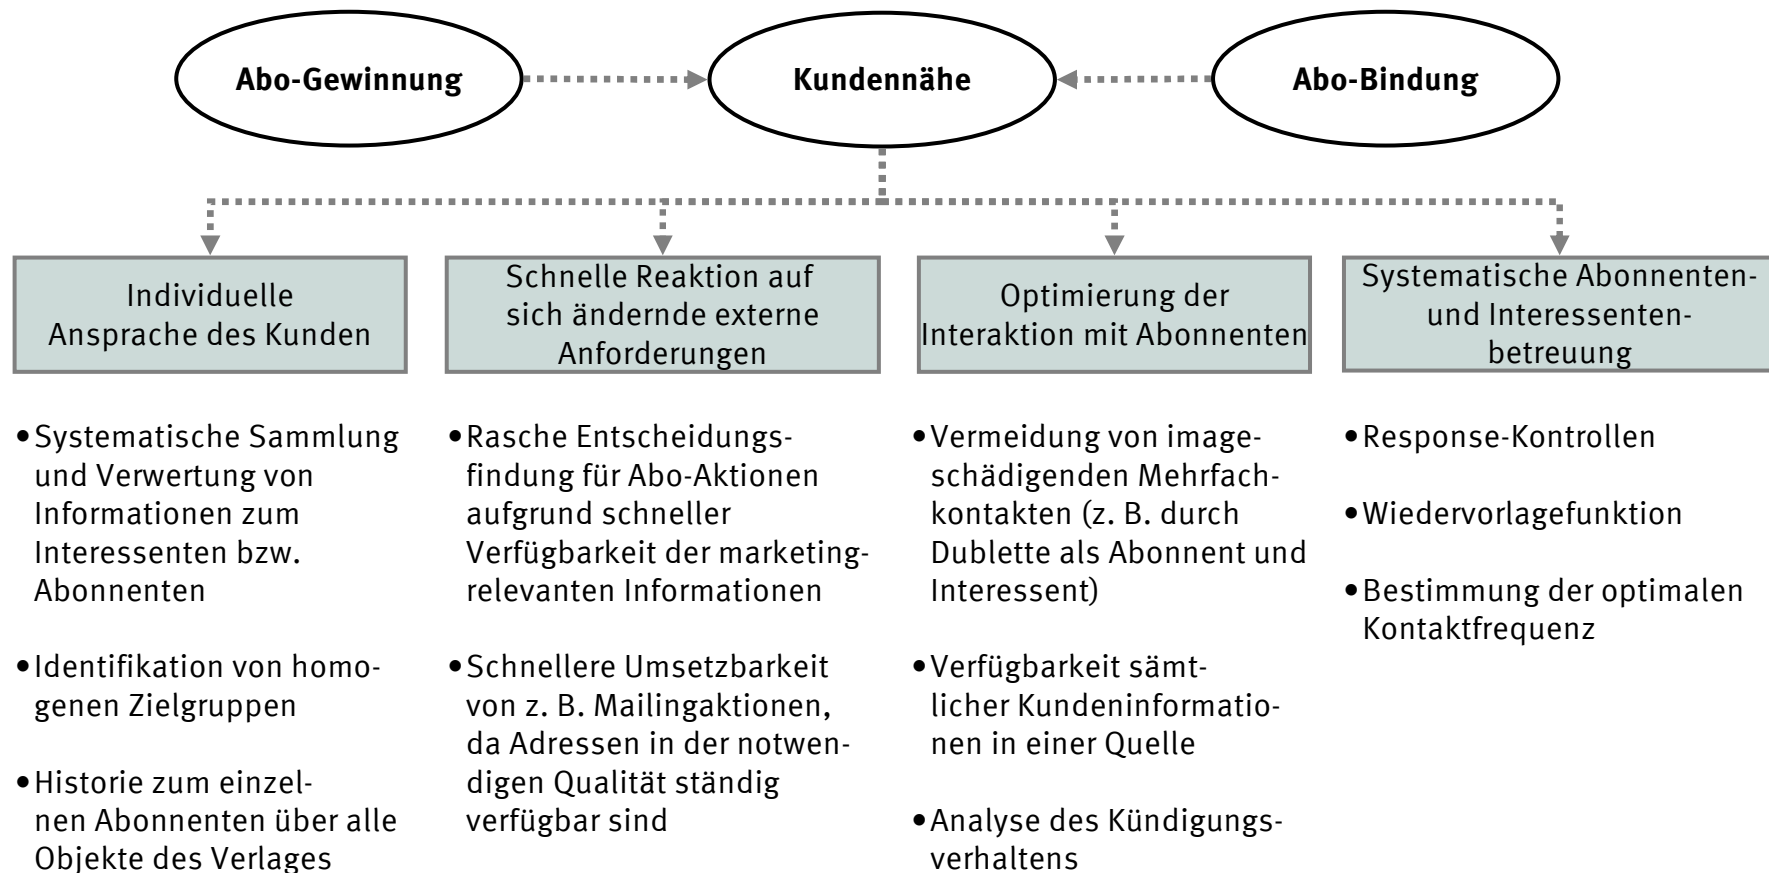 Abo-Gewinnung
Kundennähe
Abo-Bindung
Individuelle
Ansprache des Kunden
Schnelle Reaktion auf
sich ändernde externe
Anforderungen
Optimierung der
Interaktion mit Abonnenten
Systematische Abonnenten-
und Interessenten-
betreuung
•Systematische Sammlung
und Verwertung von
Informationen zum
Interessenten bzw.
Abonnenten
•Identifikation von homo-
genen Zielgruppen
•Historie zum einzel-
nen Abonnenten über alle
Objekte des Verlages
•Rasche Entscheidungs-
findung für Abo-Aktionen
aufgrund schneller
Verfügbarkeit der marketing-
relevanten Informationen
•Schnellere Umsetzbarkeit
von z. B. Mailingaktionen,
da Adressen in der notwen-
digen Qualität ständig
verfügbar sind
•Vermeidung von image-
schädigenden Mehrfach-
kontakten (z. B. durch
Dublette als Abonnent und
Interessent)
•Verfügbarkeit sämt-
licher Kundeninformatio-
nen in einer Quelle
•Analyse des Kündigungs-
verhaltens
•Response-Kontrollen
•Wiedervorlagefunktion
•Bestimmung der optimalen
Kontaktfrequenz